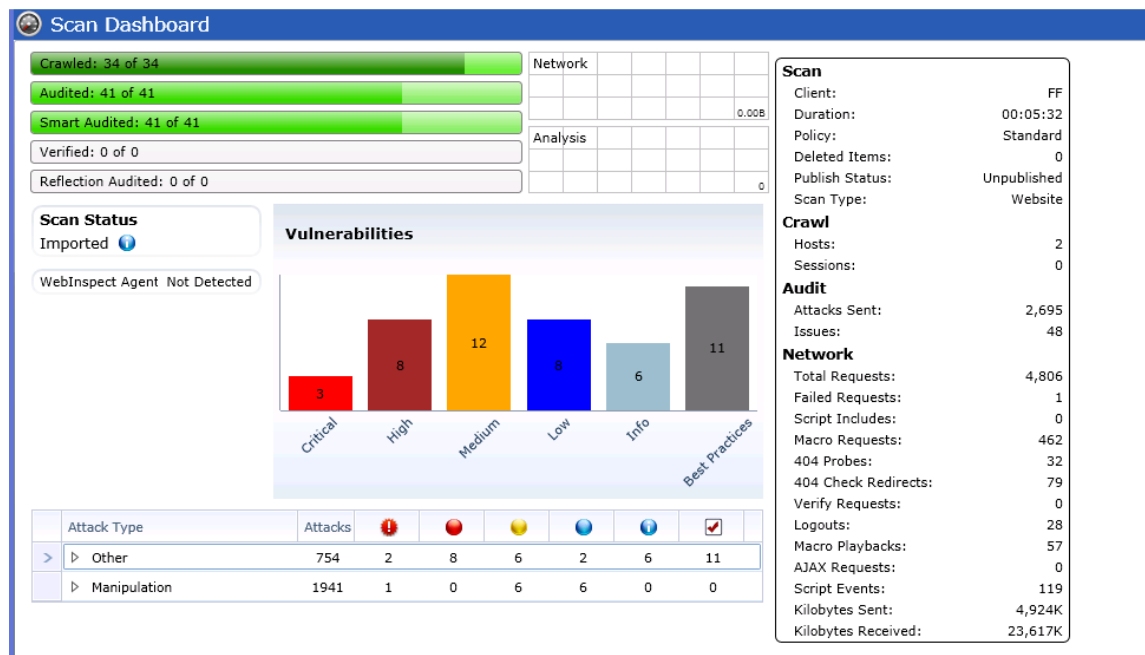 Scan Dashboard
Crawled: 34 of 34
Audited: 41 of 41
Smart Audited: 41 of 41
Verified: 0 of 0
Reflection Audited: 0 of 0
Network
0.00B
Analysis
0
Scan Status
Imported
WebInspect Agent Not Detected
Vulnerabilities
3
8
12
8
6
11
Critical
High
Medium
Low
Info
Best Practices
Attack Type Attacks
Other 754 2 8 6 2 6 11
Manipulation 1941 1 0 6 6 0 0
Scan
Client: FF
Duration: 00:05:32
Policy: Standard
Deleted Items: 0
Publish Status: Unpublished
Scan Type: Website
Crawl
Hosts: 2
Sessions: 0
Audit
Attacks Sent: 2,695
Issues: 48
Network
Total Requests: 4,806
Failed Requests: 1
Script Includes: 0
Macro Requests: 462
404 Probes: 32
404 Check Redirects: 79
Verify Requests: 0
Logouts: 28
Macro Playbacks: 57
AJAX Requests: 0
Script Events: 119
Kilobytes Sent: 4,924K
Kilobytes Received: 23,617K